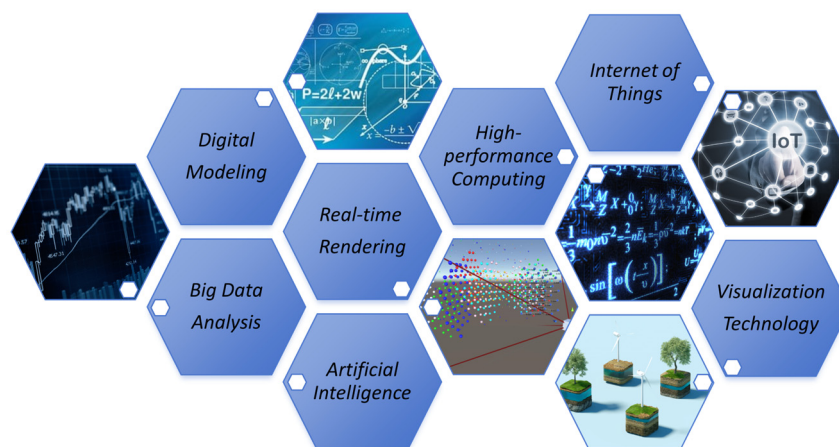 Digital
Modeling
P=2ℓ+2w
|a×b|
ℓ
x = -b ± √
High-
performance
Computing
Internet of
Things
IoT
Real-time
Rendering
Big Data
Analysis
sin[ω(t-x/υ)];
Artificial
Intelligence
Visualization
Technology